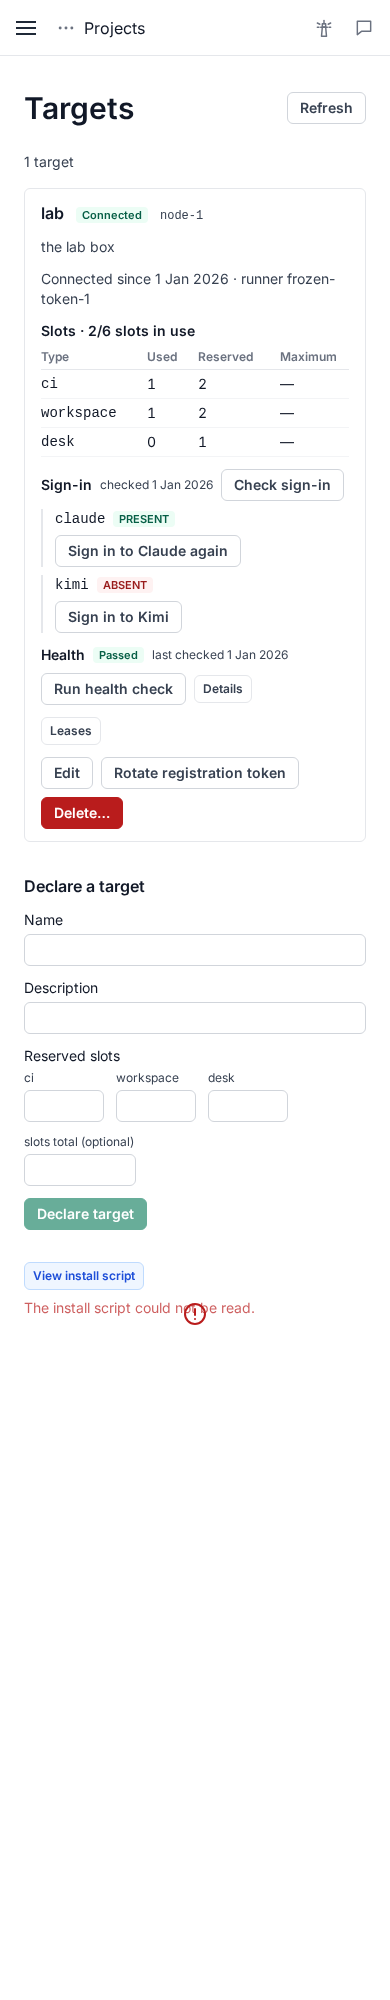 Projects
Targets
Refresh
1 target
lab Connected node-1
the lab box
Connected since 1 Jan 2026 · runner frozen-
token-1
Slots · 2/6 slots in use
Type Used Reserved Maximum
ci 1 2 —
workspace 1 2 —
desk 0 1 —
Sign-in checked 1 Jan 2026 Check sign-in
claude PRESENT
Sign in to Claude again
kimi ABSENT
Sign in to Kimi
Health Passed last checked 1 Jan 2026
Run health check Details
Leases
Edit Rotate registration token
Delete...
Declare a target
Name
Description
Reserved slots
ci workspace desk
slots total (optional)
Declare target
View install script
The install script could not be read.